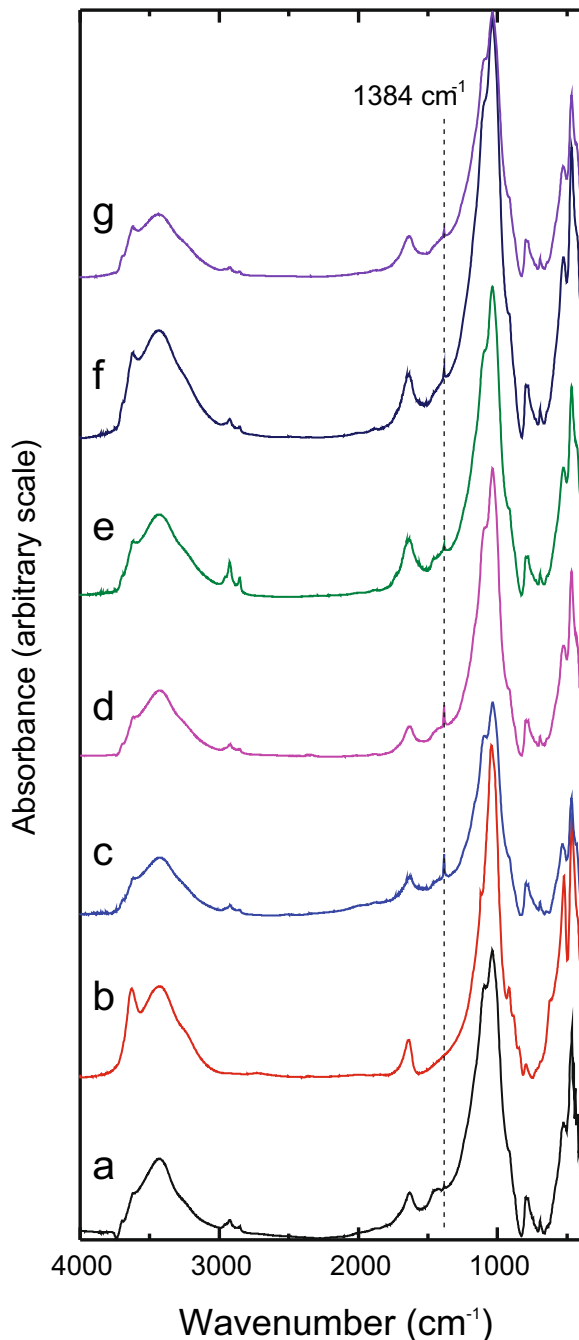 1384 cm⁻¹
g
f
e
d
c
b
a
Absorbance (arbitrary scale)
4000 3000 2000 1000
Wavenumber (cm⁻¹)